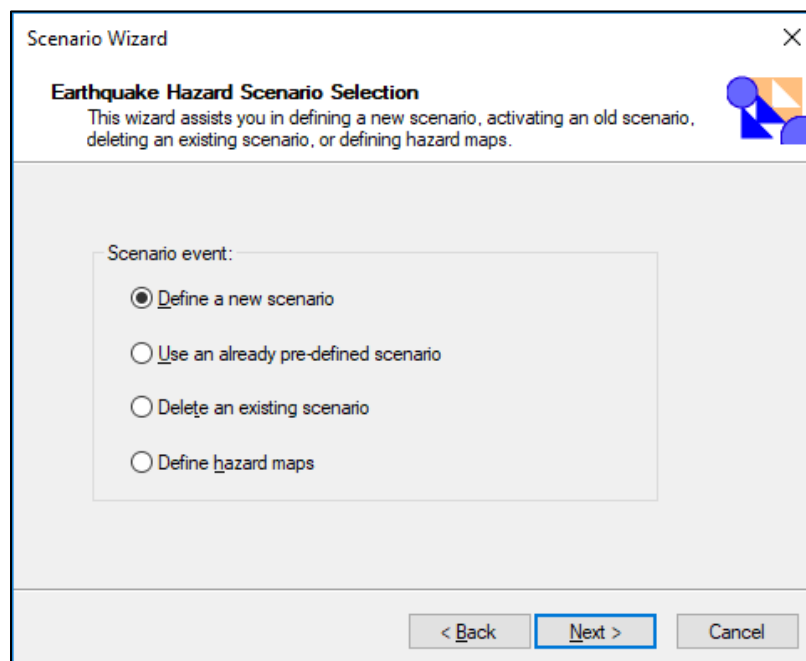 Scenario Wizard
Earthquake Hazard Scenario Selection
This wizard assists you in defining a new scenario, activating an old scenario,
deleting an existing scenario, or defining hazard maps.
Scenario event:
Define a new scenario
Use an already pre-defined scenario
Delete an existing scenario
Define hazard maps
< Back Next > Cancel